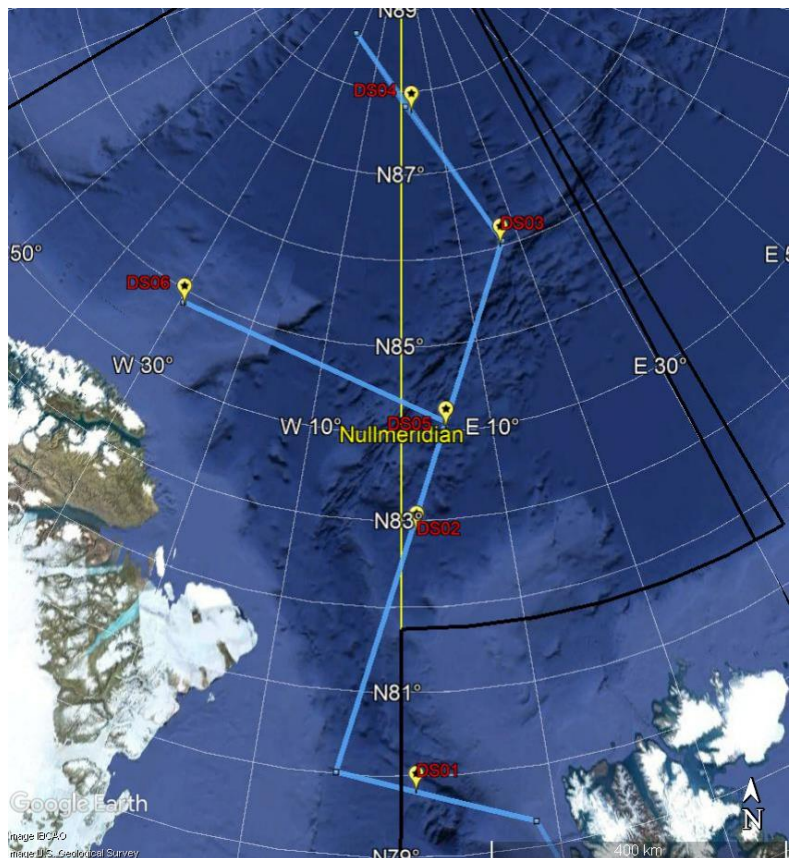 N89
DS04
N87°
DS03
50°
E 5
DS06
N85°
W 30°
E 30°
DS05
W 10°
E 10°
Nullmeridian
N83°
DS02
N81°
DS01
Google Earth
N
Image IBCAO
400 km
Image U.S. Geological Survey
N79°